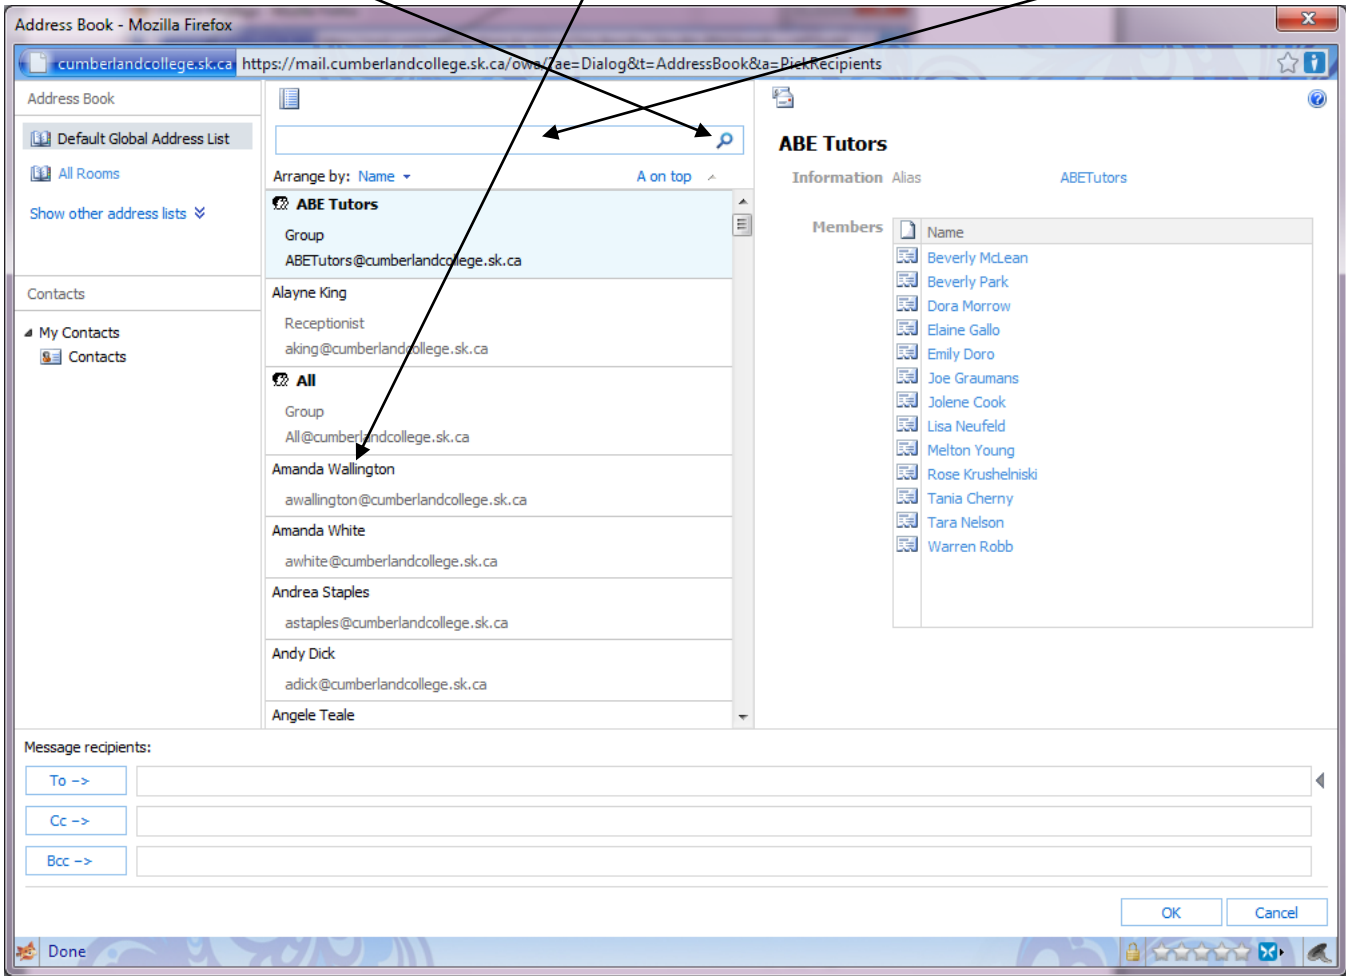 Address Book - Mozilla Firefox
cumberlandcollege.sk.ca https://mail.cumberlandcollege.sk.ca/owa/?ae=Dialog&t=AddressBook&a=PickRecipients
Address Book
Default Global Address List
All Rooms
Show other address lists
Contacts
My Contacts
Contacts
Arrange by: Name
A on top
ABE Tutors
Group
ABETutors@cumberlandcollege.sk.ca
Alayne King
Receptionist
aking@cumberlandcollege.sk.ca
All
Group
All@cumberlandcollege.sk.ca
Amanda Wallington
awallington@cumberlandcollege.sk.ca
Amanda White
awhite@cumberlandcollege.sk.ca
Andrea Staples
astaples@cumberlandcollege.sk.ca
Andy Dick
adick@cumberlandcollege.sk.ca
Angele Teale
ABE Tutors
Information Alias ABETutors
Members
Name
Beverly McLean
Beverly Park
Dora Morrow
Elaine Gallo
Emily Doro
Joe Graumans
Jolene Cook
Lisa Neufeld
Melton Young
Rose Krushelniski
Tania Cherny
Tara Nelson
Warren Robb
Message recipients:
To ->
Cc ->
Bcc ->
OK Cancel
Done